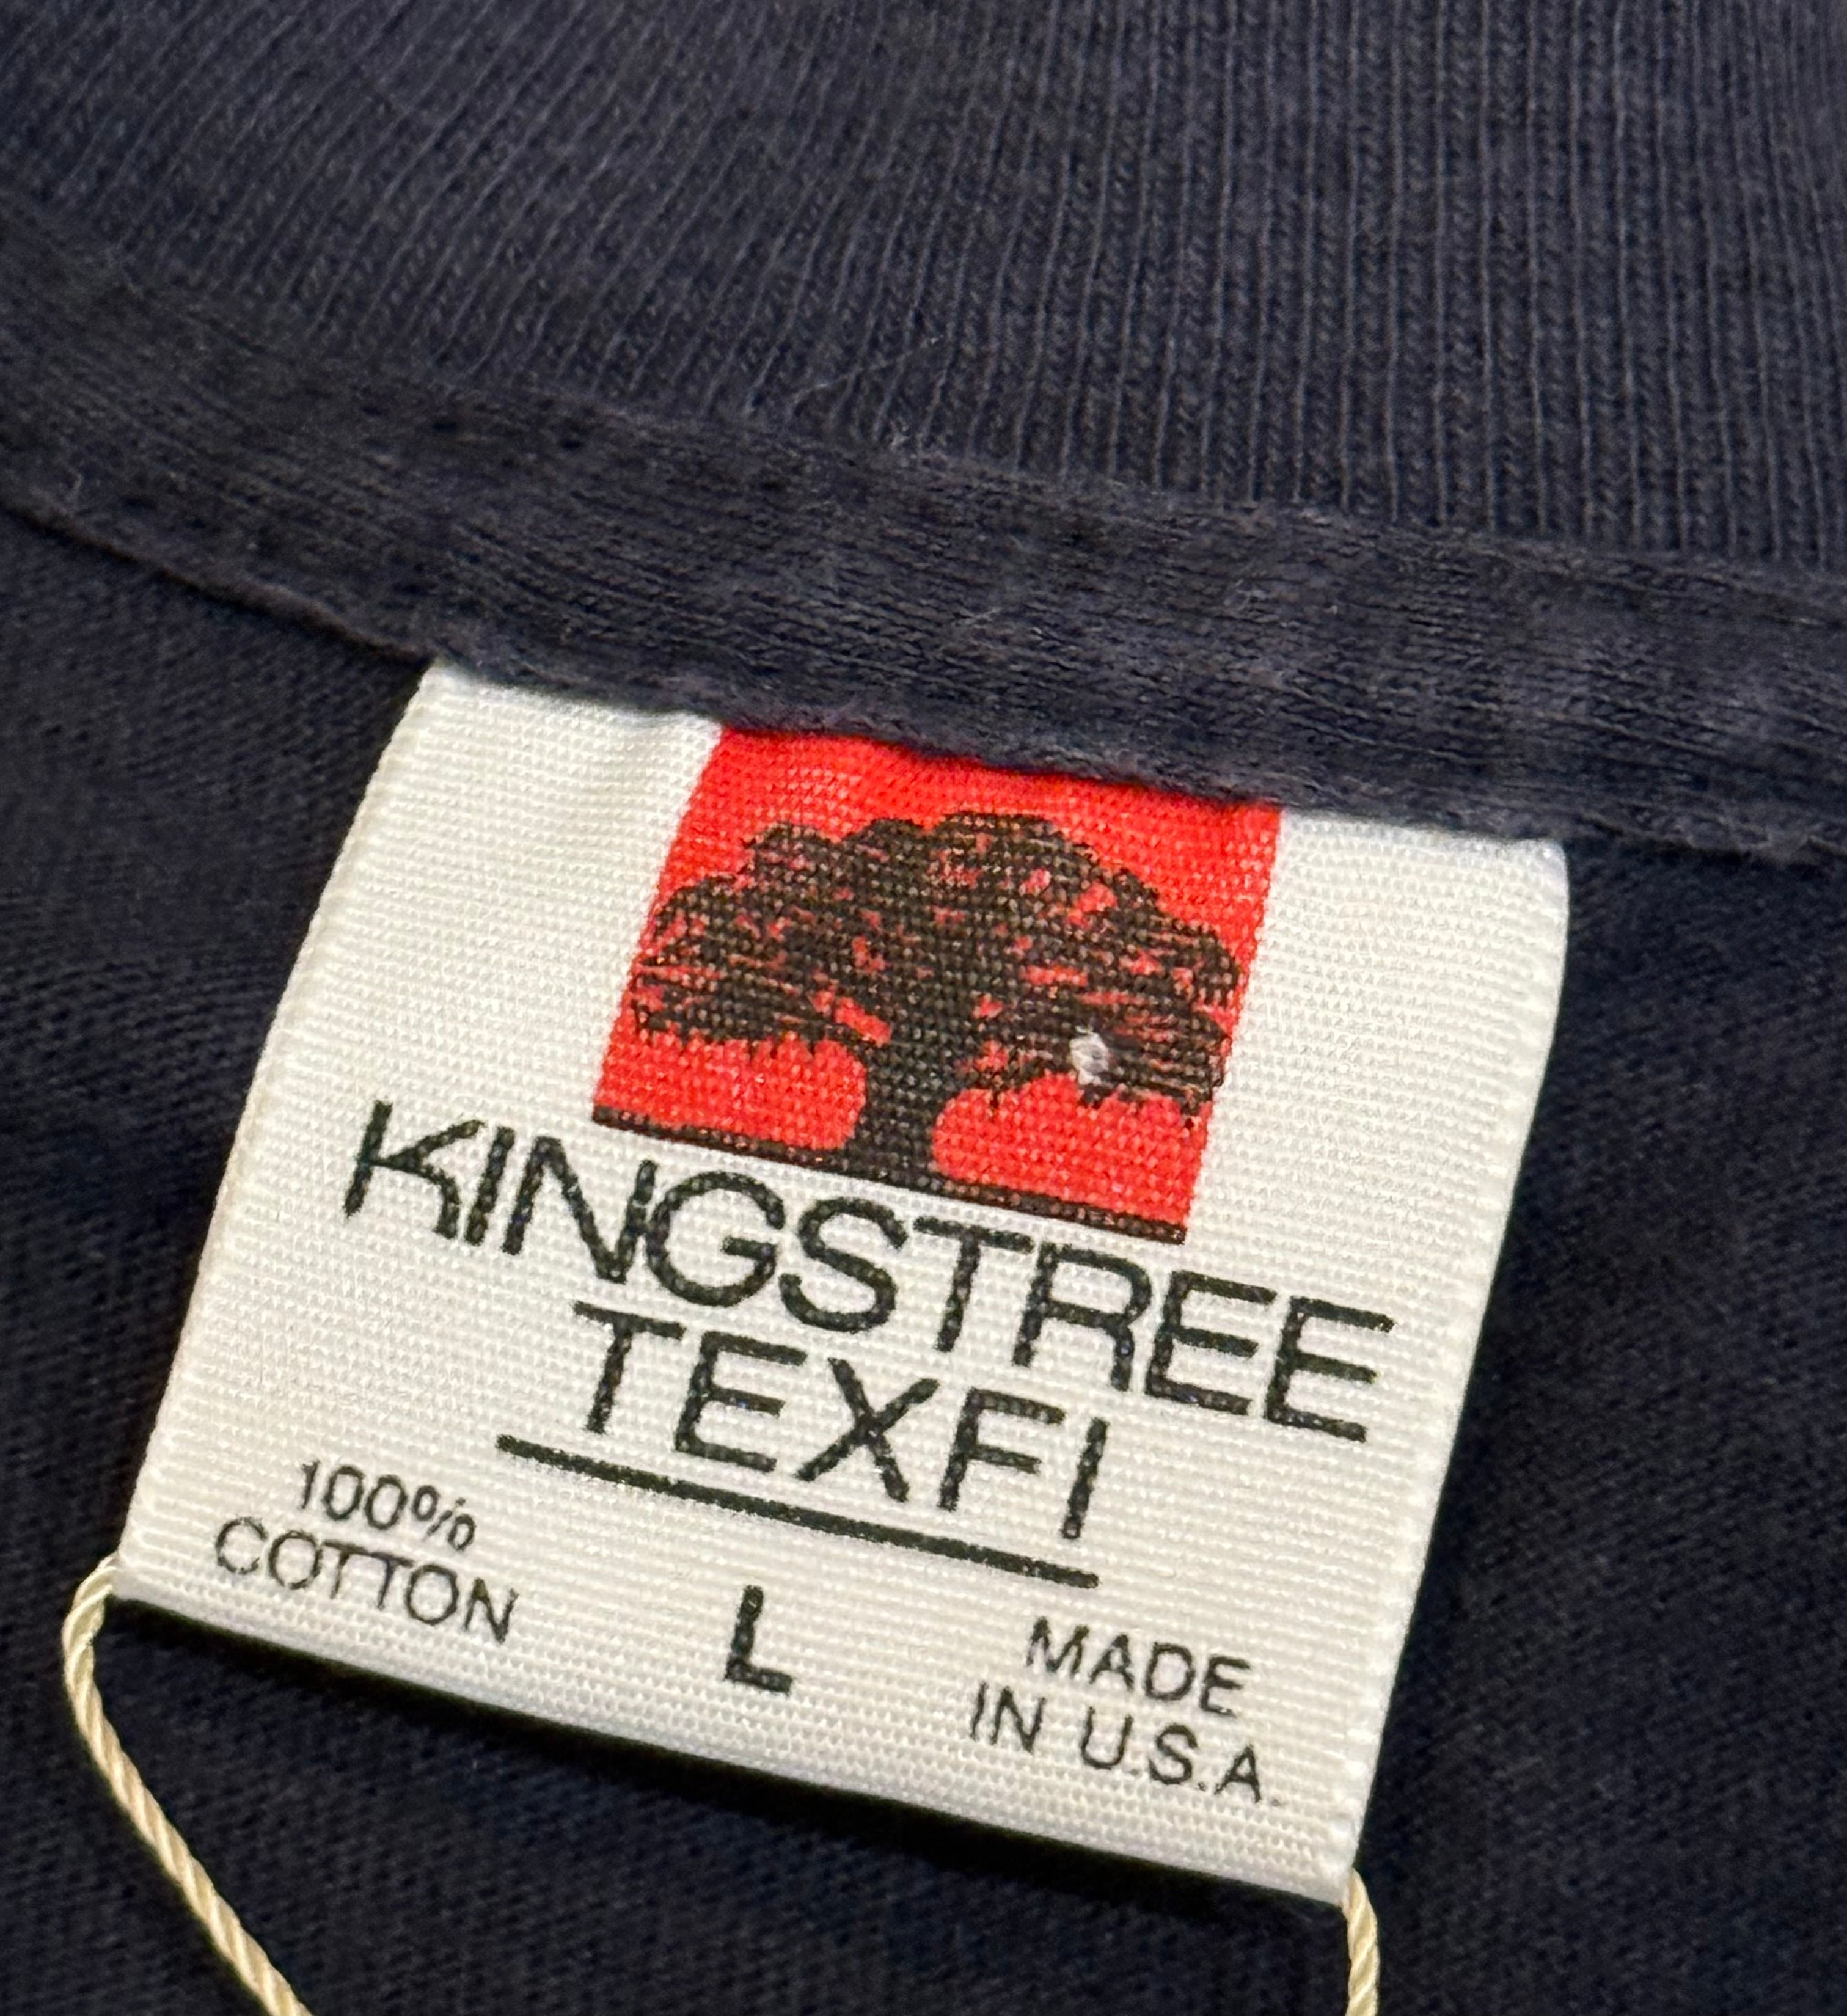 KINGSTREE
TEXFI
100%
COTTON
L
MADE
IN U.S.A.